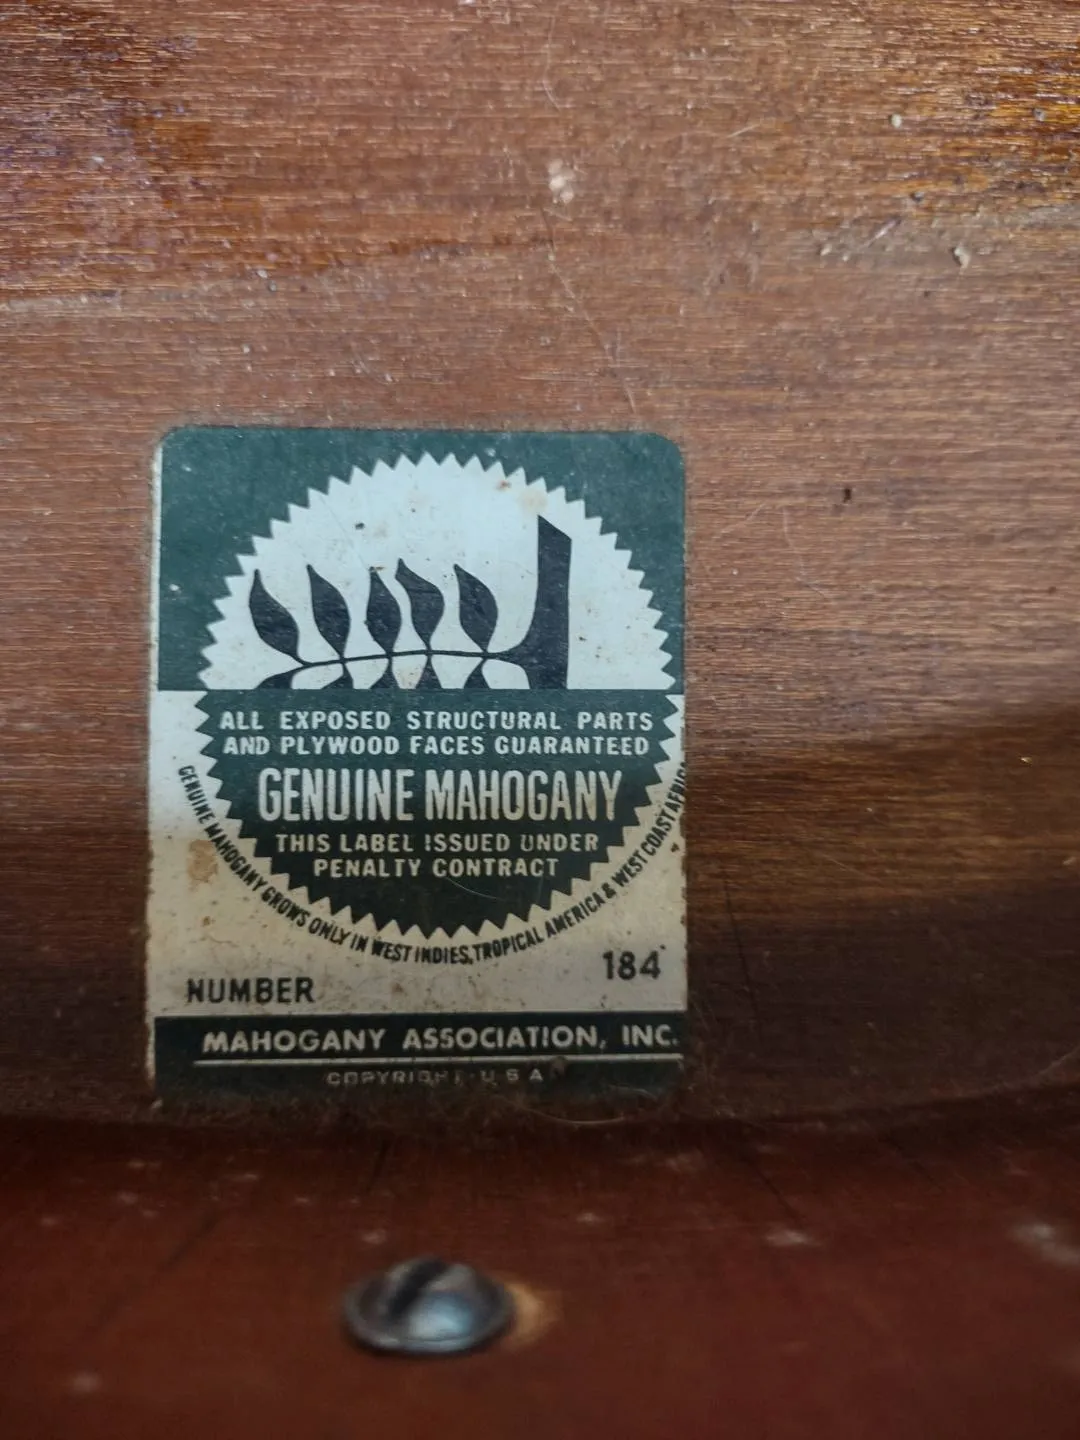 ALL EXPOSED STRUCTURAL PARTS
AND PLYWOOD FACES GUARANTEED
GENUINE MAHOGANY
THIS LABEL ISSUED UNDER
PENALTY CONTRACT
GENUINE MAHOGANY GROWS ONLY IN WEST INDIES, TROPICAL AMERICA & WEST COAST AFRICA
NUMBER 184
MAHOGANY ASSOCIATION, INC.
COPYRIGHT U S A